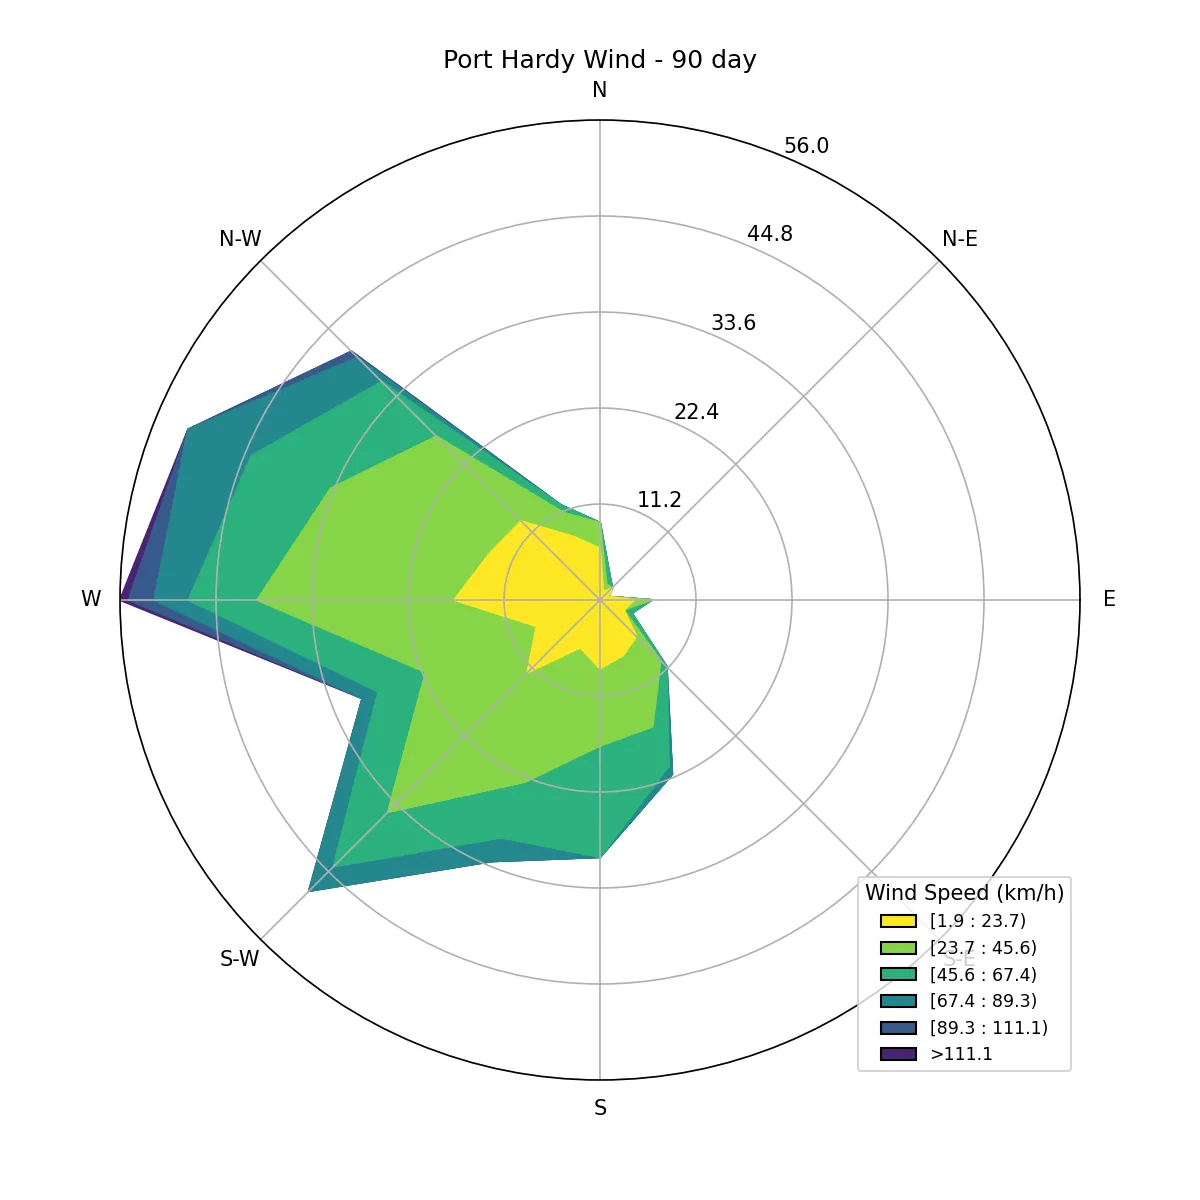 Port Hardy Wind - 90 day
N
56.0
44.8
N-W
N-E
33.6
22.4
11.2
W
E
S-W
S-E
Wind Speed (km/h)
[1.9 : 23.7)
[23.7 : 45.6)
[45.6 : 67.4)
[67.4 : 89.3)
[89.3 : 111.1)
>111.1
S